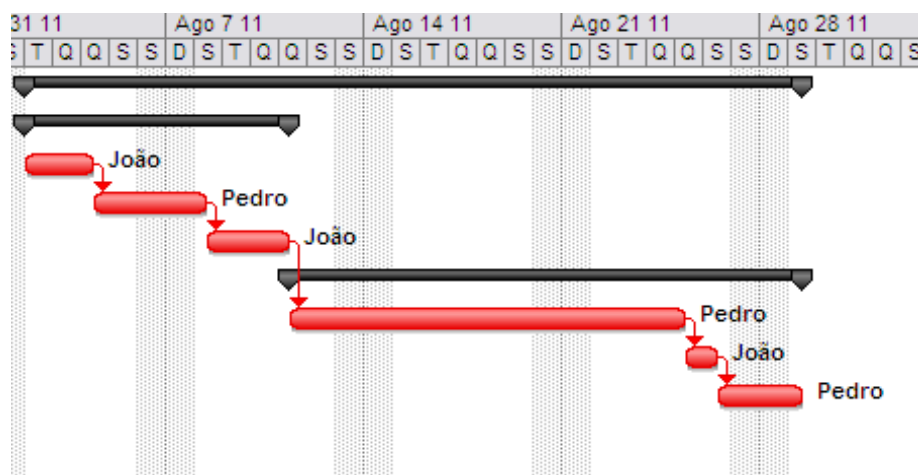 31 11 Ago 7 11 Ago 14 11 Ago 21 11 Ago 28 11
S T Q Q S S D S T Q Q S S D S T Q Q S S D S T Q Q S S D S T Q Q S
João
Pedro
João
Pedro
João
Pedro